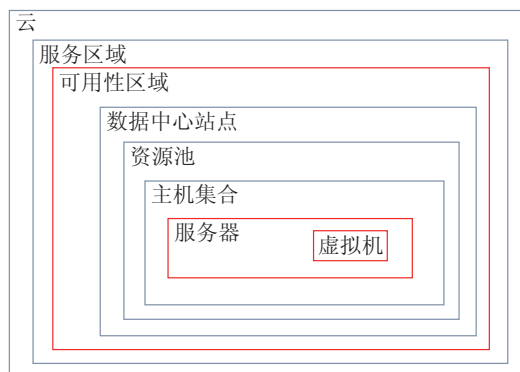 云
服务区域
可用性区域
数据中心站点
资源池
主机集合
服务器
虚拟机